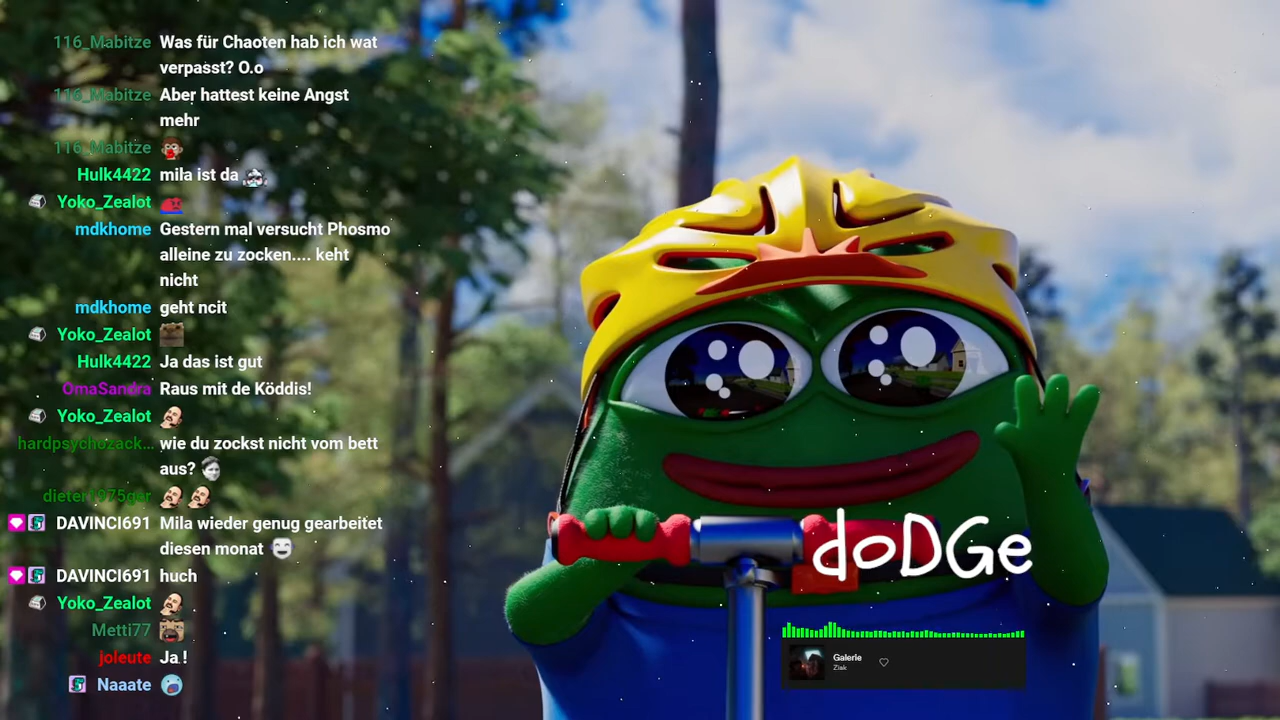 116_Mabitze Was für Chaoten hab ich wat
verpasst? O.o
116_Mabitze Aber hattest keine Angst
mehr
116_Mabitze
Hulk4422 mila ist da
Yoko_Zealot
mdkhome Gestern mal versucht Phosmo
alleine zu zocken.... keht
nicht
mdkhome geht ncit
Yoko_Zealot
Hulk4422 Ja das ist gut
OmaSandra Raus mit de Köddis!
Yoko_Zealot
hardpsychozack... wie du zockst nicht vom bett
aus?
dieter1975ger
DAVINCI691 Mila wieder genug gearbeitet
diesen monat
DAVINCI691 huch
Yoko_Zealot
Metti77
joleute Ja !
Naaate
doDGe
Galerie
Ziak